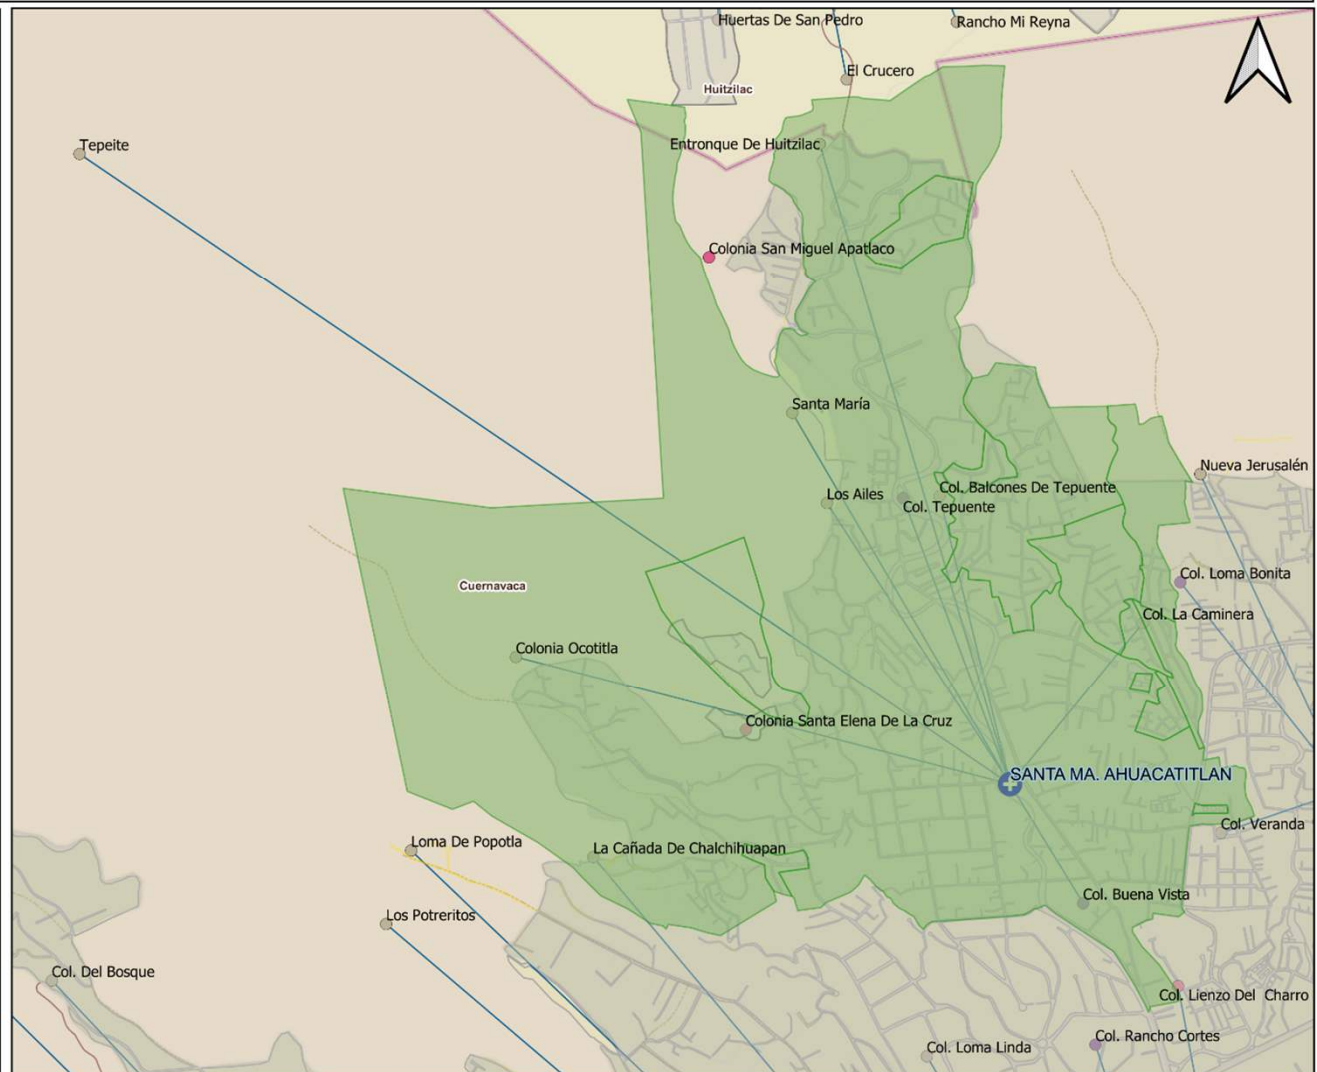 Huertas De San Pedro
Rancho Mi Reyna
El Crucero
Huitzilac
Tepeite
Entronque De Huitzilac
Colonia San Miguel Apatlaco
Santa María
Nueva Jerusalén
Los Ailes
Col. Balcones De Tepuente
Col. Tepuente
Cuernavaca
Col. Loma Bonita
Col. La Caminera
Colonia Ocotitla
Colonia Santa Elena De La Cruz
SANTA MA. AHUACATITLAN
Col. Veranda
Loma De Popotla
La Cañada De Chalchihuapan
Col. Buena Vista
Los Potreritos
Col. Del Bosque
Col. Lienzo Del Charro
Col. Rancho Cortes
Col. Loma Linda